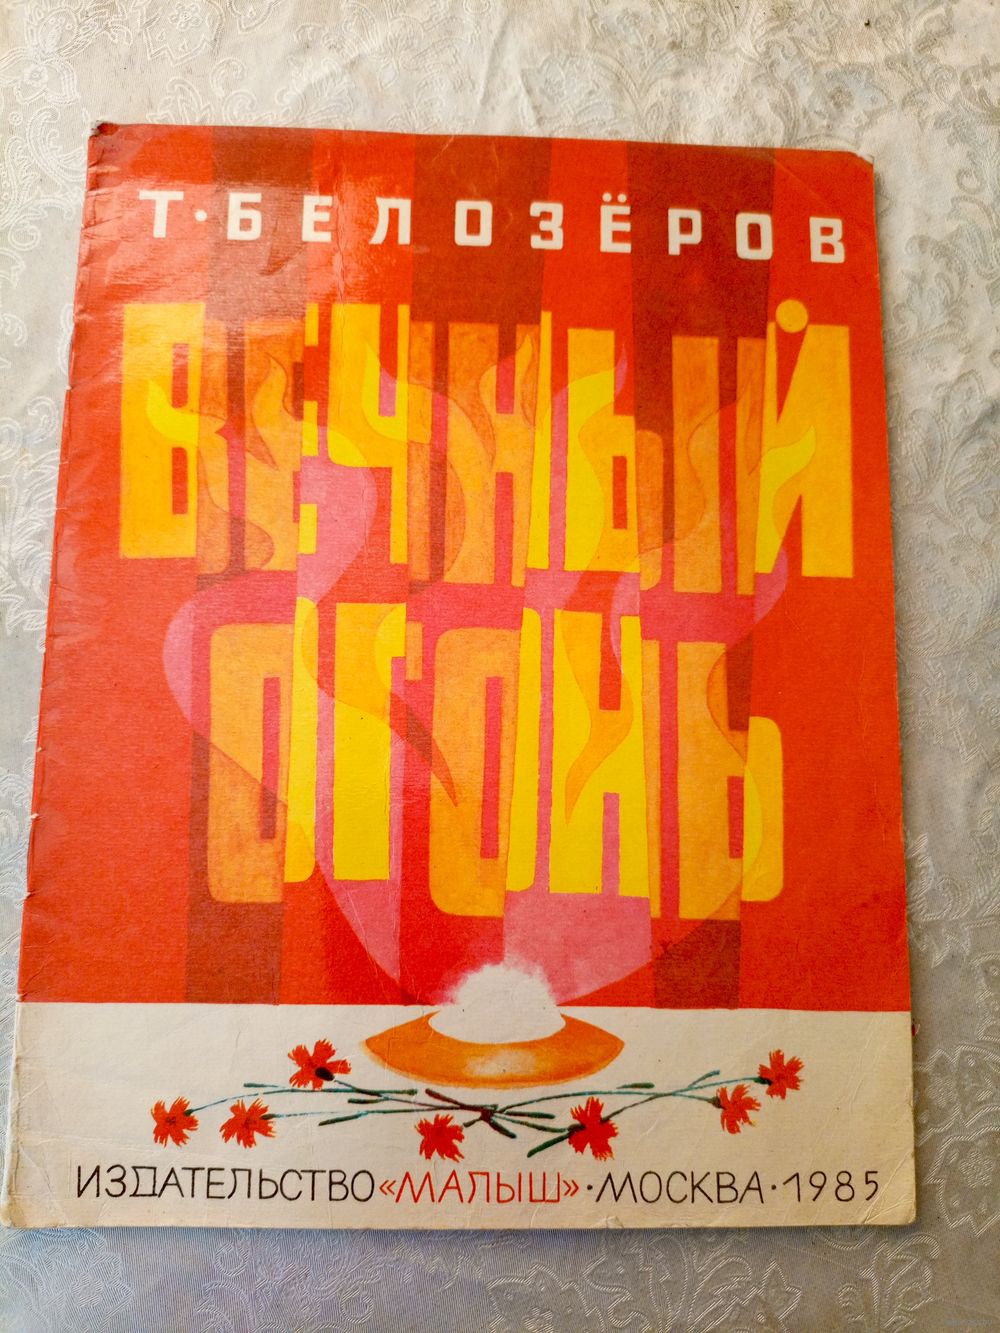 Т·БЕЛОЗЁРОВ
ВЕЧНЫЙ
ОГОНЬ
ИЗДАТЕЛЬСТВО «МАЛЫШ»·МОСКВА·1985